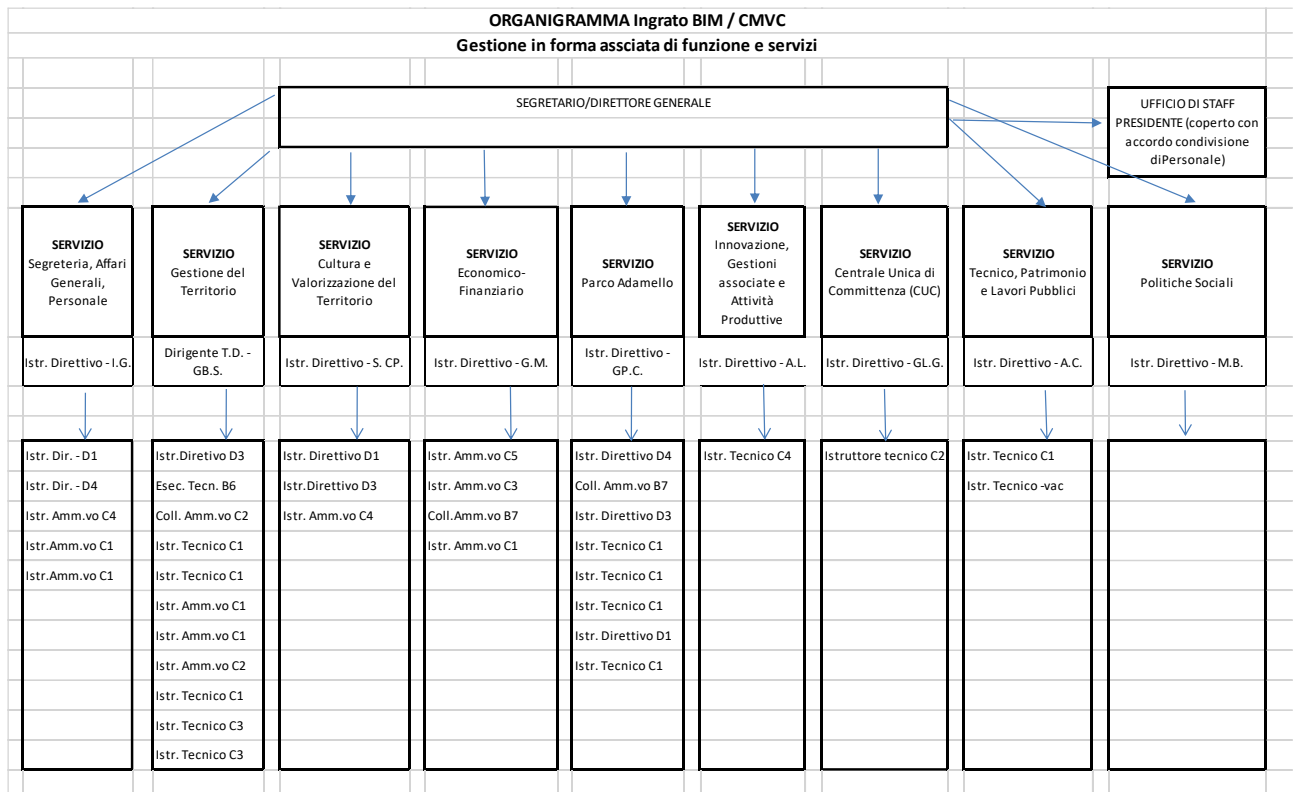 ORGANIGRAMMA Ingrato BIM / CMVC
Gestione in forma assciata di funzione e servizi
SEGRETARIO/DIRETTORE GENERALE
UFFICIO DI STAFF
PRESIDENTE (coperto con
accordo condivisione
diPersonale)
SERVIZIO
Segreteria, Affari
Generali,
Personale
SERVIZIO
Gestione del
Territorio
SERVIZIO
Cultura e
Valorizzazione del
Territorio
SERVIZIO
Economico-
Finanziario
SERVIZIO
Parco Adamello
SERVIZIO
Innovazione,
Gestioni
associate e
Attività
Produttive
SERVIZIO
Centrale Unica di
Committenza (CUC)
SERVIZIO
Tecnico, Patrimonio
e Lavori Pubblici
SERVIZIO
Politiche Sociali
Istr. Direttivo - I.G.
Dirigente T.D. -
GB.S.
Istr. Direttivo - S. CP.
Istr. Direttivo - G.M.
Istr. Direttivo -
GP.C.
Istr. Direttivo - A.L.
Istr. Direttivo - GL.G.
Istr. Direttivo - A.C.
Istr. Direttivo - M.B.
Istr. Dir. - D1
Istr. Dir. - D4
Istr. Amm.vo C4
Istr.Amm.vo C1
Istr.Amm.vo C1
Istr.Diretivo D3
Esec. Tecn. B6
Coll. Amm.vo C2
Istr. Tecnico C1
Istr. Tecnico C1
Istr. Amm.vo C1
Istr. Amm.vo C1
Istr. Amm.vo C2
Istr. Tecnico C1
Istr. Tecnico C3
Istr. Tecnico C3
Istr. Direttivo D1
Istr.Direttivo D3
Istr. Amm.vo C4
Istr. Amm.vo C5
Istr. Amm.vo C3
Coll.Amm.vo B7
Istr. Amm.vo C1
Istr. Direttivo D4
Coll. Amm.vo B7
Istr. Direttivo D3
Istr. Tecnico C1
Istr. Tecnico C1
Istr. Tecnico C1
Istr. Direttivo D1
Istr. Tecnico C1
Istr. Tecnico C4
Istruttore tecnico C2
Istr. Tecnico C1
Istr. Tecnico -vac